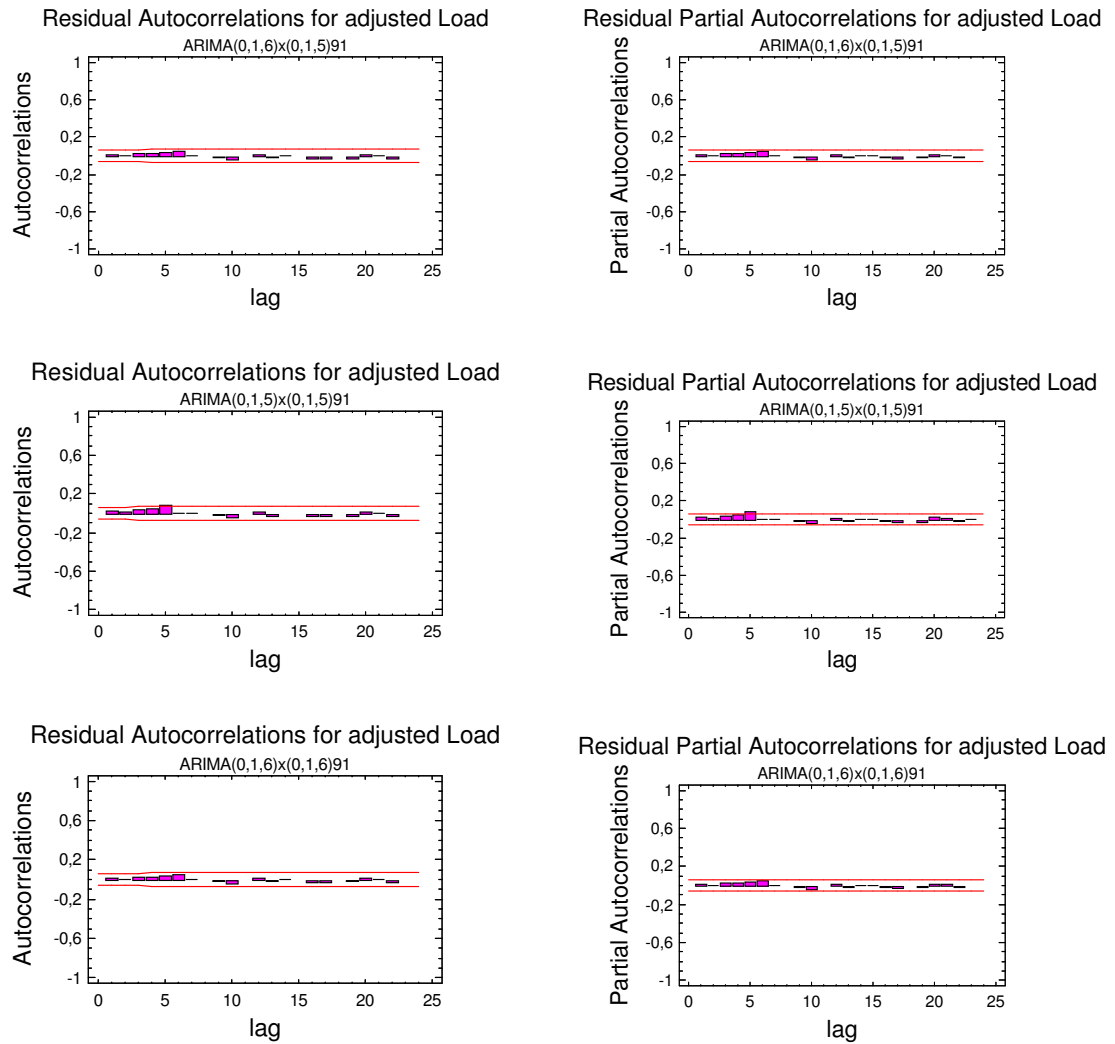 Residual Autocorrelations for adjusted Load
ARIMA(0,1,6)x(0,1,5)91
Autocorrelations
1
0,6
0,2
-0,2
-0,6
-1
0 5 10 15 20 25
lag
Residual Partial Autocorrelations for adjusted Load
ARIMA(0,1,6)x(0,1,5)91
Partial Autocorrelations
1
0,6
0,2
-0,2
-0,6
-1
0 5 10 15 20 25
lag
Residual Autocorrelations for adjusted Load
ARIMA(0,1,5)x(0,1,5)91
Autocorrelations
1
0,6
0,2
-0,2
-0,6
-1
0 5 10 15 20 25
lag
Residual Partial Autocorrelations for adjusted Load
ARIMA(0,1,5)x(0,1,5)91
Partial Autocorrelations
1
0,6
0,2
-0,2
-0,6
-1
0 5 10 15 20 25
lag
Residual Autocorrelations for adjusted Load
ARIMA(0,1,6)x(0,1,6)91
Autocorrelations
1
0,6
0,2
-0,2
-0,6
-1
0 5 10 15 20 25
lag
Residual Partial Autocorrelations for adjusted Load
ARIMA(0,1,6)x(0,1,6)91
Partial Autocorrelations
1
0,6
0,2
-0,2
-0,6
-1
0 5 10 15 20 25
lag